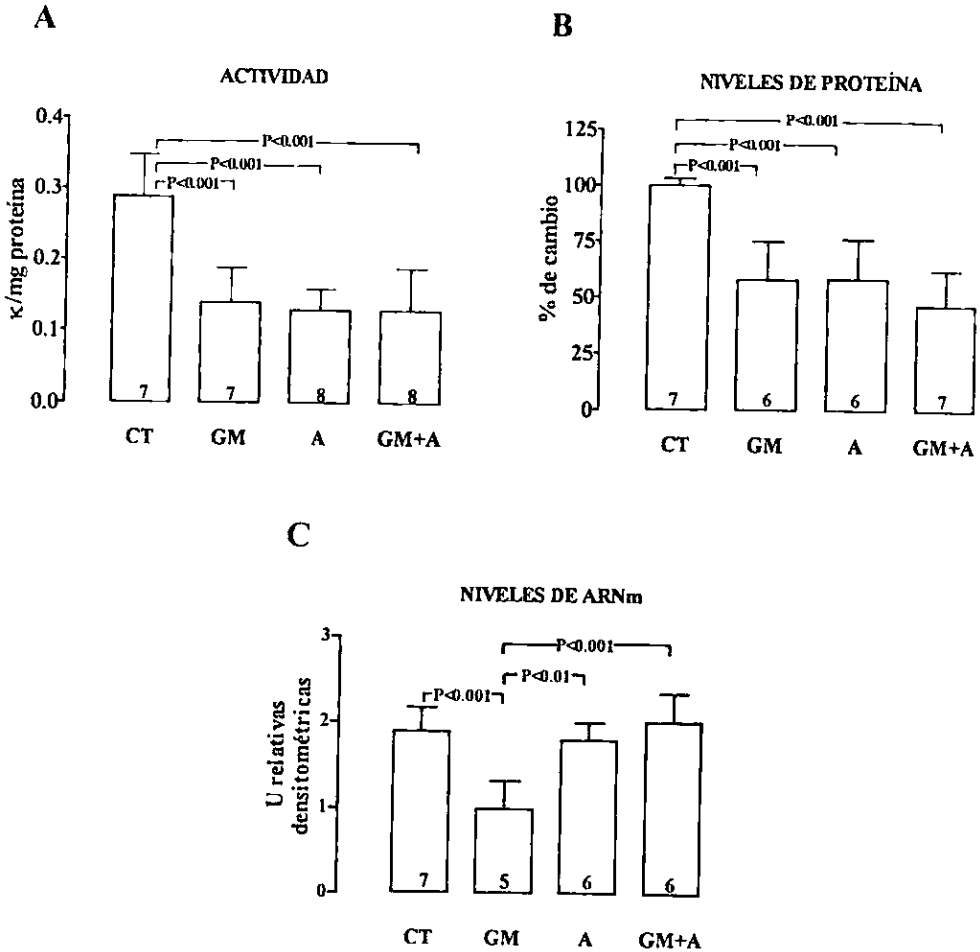 A
ACTIVIDAD
κ/mg proteína
0.4
0.3
0.2
0.1
0.0
P<0.001
P<0.001
P<0.001
7
7
8
8
CT
GM
A
GM+A
B
NIVELES DE PROTEÍNA
% de cambio
125
100
75
50
25
0
P<0.001
P<0.001
P<0.001
7
6
6
7
CT
GM
A
GM+A
C
NIVELES DE ARNm
U relativas
densitométricas
3
2
1
0
P<0.001
P<0.01
P<0.001
7
5
6
6
CT
GM
A
GM+A